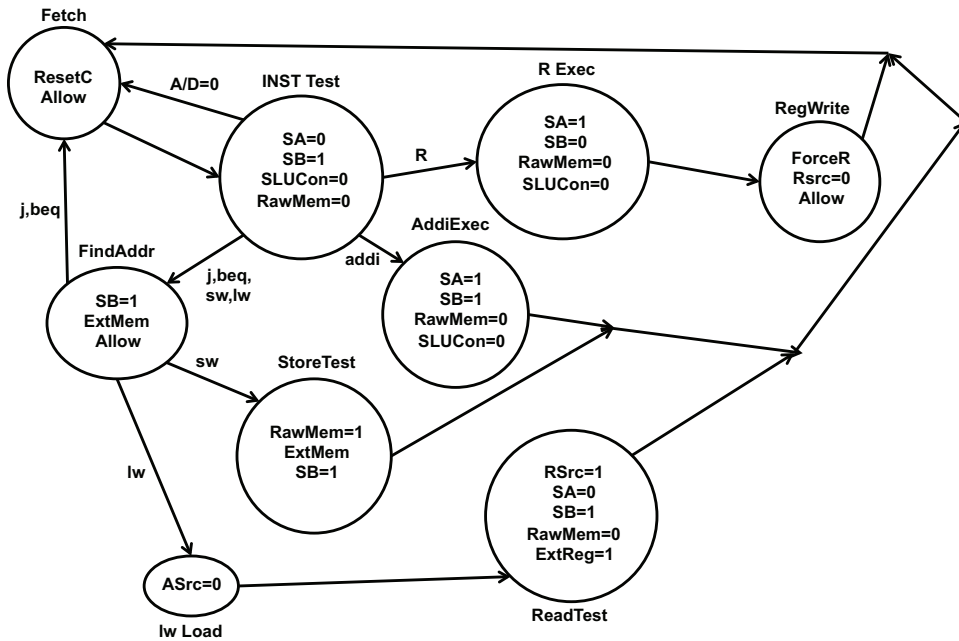 Fetch
ResetC
Allow
A/D=0
INST Test
SA=0
SB=1
SLUCon=0
RawMem=0
R
R Exec
SA=1
SB=0
RawMem=0
SLUCon=0
RegWrite
ForceR
Rsrc=0
Allow
j,beq
FindAddr
SB=1
ExtMem
Allow
j,beq,
sw,lw
addi
AddiExec
SA=1
SB=1
RawMem=0
SLUCon=0
sw
StoreTest
RawMem=1
ExtMem
SB=1
lw
ASrc=0
lw Load
RSrc=1
SA=0
SB=1
RawMem=0
ExtReg=1
ReadTest